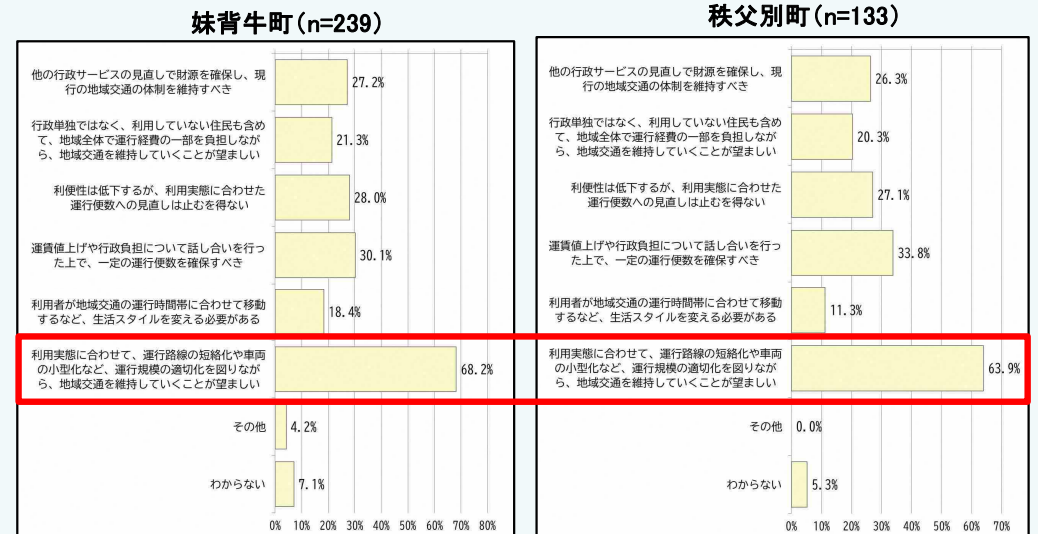 妹背牛町（n=239）
他の行政サービスの見直しで財源を確保し、現
行の地域交通の体制を維持すべき
27.2%
行政単独ではなく、利用していない住民も含め
て、地域全体で運行経費の一部を負担しなが
ら、地域交通を維持していくことが望ましい
21.3%
利便性は低下するが、利用実態に合わせた
運行便数への見直しは止むを得ない
28.0%
運賃値上げや行政負担について話し合いを行っ
た上で、一定の運行便数を確保すべき
30.1%
利用者が地域交通の運行時間帯に合わせて移動
するなど、生活スタイルを変える必要がある
18.4%
利用実態に合わせて、運行路線の短絡化や車両
の小型化など、運行規模の適切化を図りなが
ら、地域交通を維持していくことが望ましい
68.2%
その他
4.2%
わからない
7.1%
0% 10% 20% 30% 40% 50% 60% 70% 80%
秩父別町（n=133）
他の行政サービスの見直しで財源を確保し、現
行の地域交通の体制を維持すべき
26.3%
行政単独ではなく、利用していない住民も含め
て、地域全体で運行経費の一部を負担しなが
ら、地域交通を維持していくことが望ましい
20.3%
利便性は低下するが、利用実態に合わせた
運行便数への見直しは止むを得ない
27.1%
運賃値上げや行政負担について話し合いを行っ
た上で、一定の運行便数を確保すべき
33.8%
利用者が地域交通の運行時間帯に合わせて移動
するなど、生活スタイルを変える必要がある
11.3%
利用実態に合わせて、運行路線の短絡化や車両
の小型化など、運行規模の適切化を図りなが
ら、地域交通を維持していくことが望ましい
63.9%
その他
0.0%
わからない
5.3%
0% 10% 20% 30% 40% 50% 60% 70%